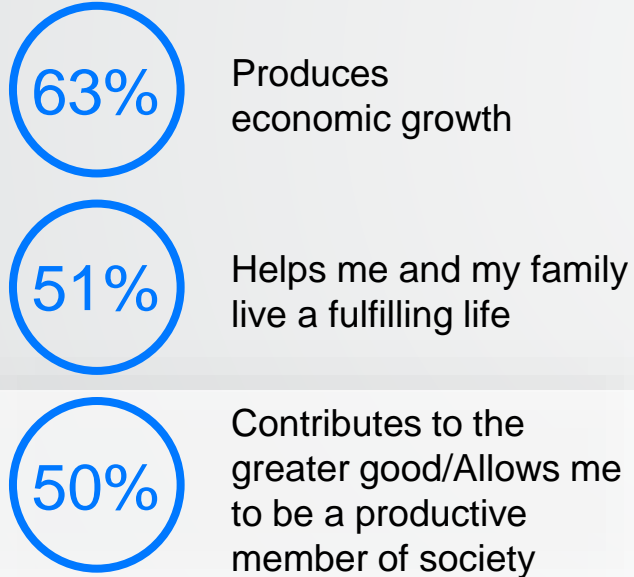 63%
Produces
economic growth
51%
Helps me and my family
live a fulfilling life
50%
Contributes to the
greater good/Allows me
to be a productive
member of society